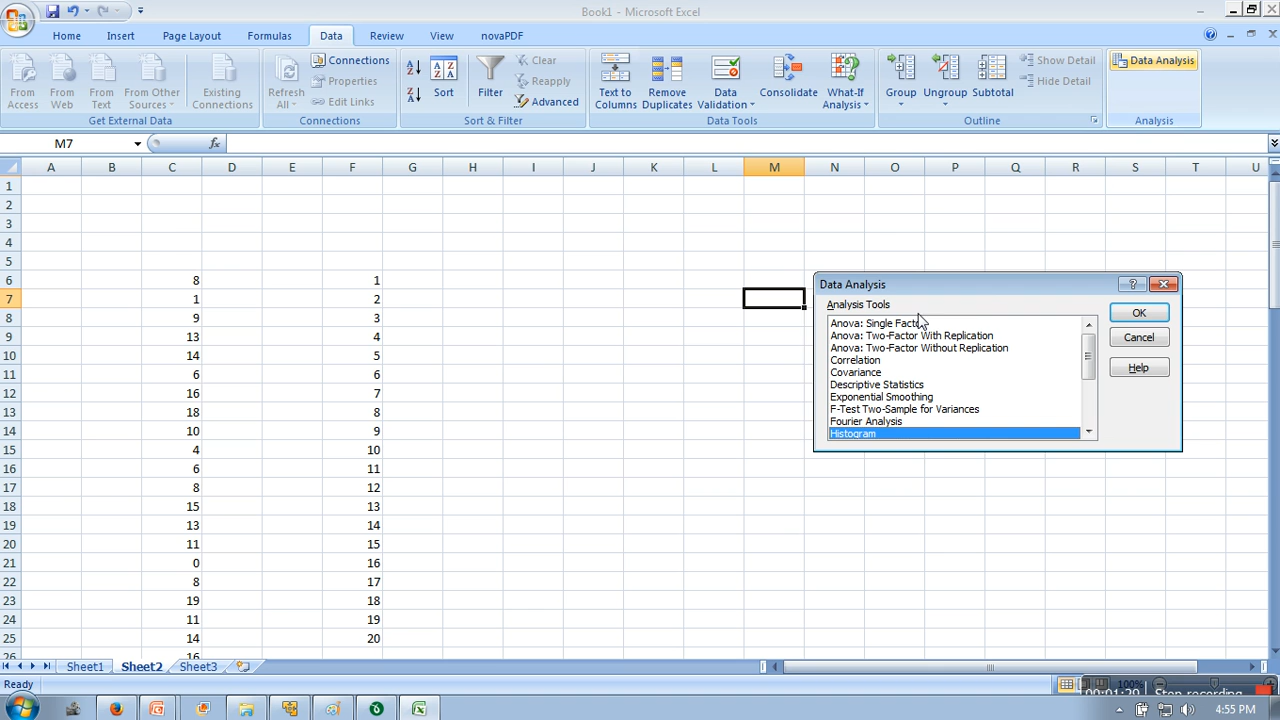 Book1 - Microsoft Excel
Home Insert Page Layout Formulas Data Review View novaPDF
From Access
From Web
From Text
From Other Sources
Existing Connections
Get External Data
Refresh All
Connections
Properties
Edit Links
Connections
Sort
Filter
Clear
Reapply
Advanced
Sort & Filter
Text to Columns
Remove Duplicates
Data Validation
Consolidate
What-If Analysis
Data Tools
Group
Ungroup
Subtotal
Show Detail
Hide Detail
Outline
Data Analysis
Analysis
M7 fx
A B C D E F G H I J K L M N O P Q R S T U
1
2
3
4
5
6 8 1
7 1 2
8 9 3
9 13 4
10 14 5
11 6 6
12 16 7
13 18 8
14 10 9
15 4 10
16 6 11
17 8 12
18 15 13
19 13 14
20 11 15
21 0 16
22 8 17
23 19 18
24 11 19
25 14 20
26 16
Data Analysis
Analysis Tools
Anova: Single Factor
Anova: Two-Factor With Replication
Anova: Two-Factor Without Replication
Correlation
Covariance
Descriptive Statistics
Exponential Smoothing
F-Test Two-Sample for Variances
Fourier Analysis
Histogram
OK
Cancel
Help
Sheet1 Sheet2 Sheet3
Ready
100%
00:01:29 Stop recording
4:55 PM